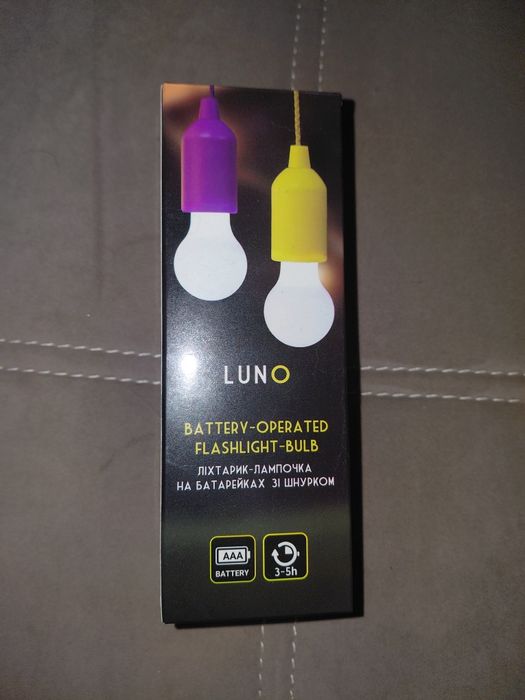 LUNO
BATTERY-OPERATED
FLASHLIGHT-BULB
ЛІХТАРИК-ЛАМПОЧКА
НА БАТАРЕЙКАХ ЗІ ШНУРКОМ
AAA
BATTERY
3-5h